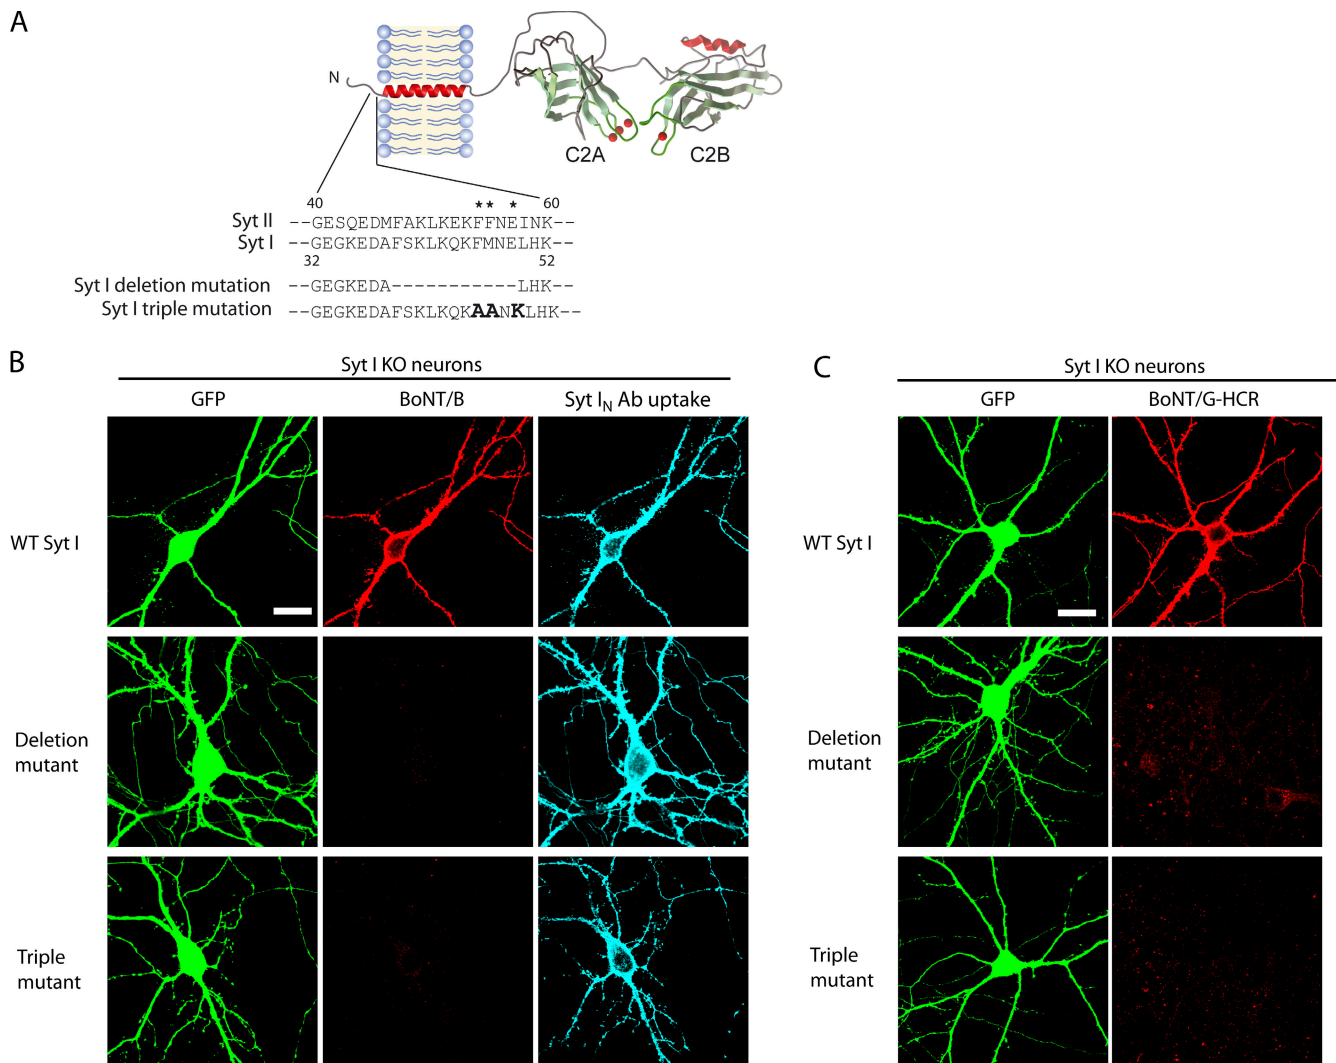 A
N
C2A
C2B
40
60
* * *
Syt II --GESQEDMFAKLKEKFFNEINK--
Syt I --GEGKEDAFSKLKQKFMNELHK--
32
52
Syt I deletion mutation --GEGKEDA-------------LHK--
Syt I triple mutation --GEGKEDAFSKLKQKAANKLHK--
B
Syt I KO neurons
GFP
BoNT/B
Syt IN Ab uptake
WT Syt I
Deletion
mutant
Triple
mutant
C
Syt I KO neurons
GFP
BoNT/G-HCR
WT Syt I
Deletion
mutant
Triple
mutant